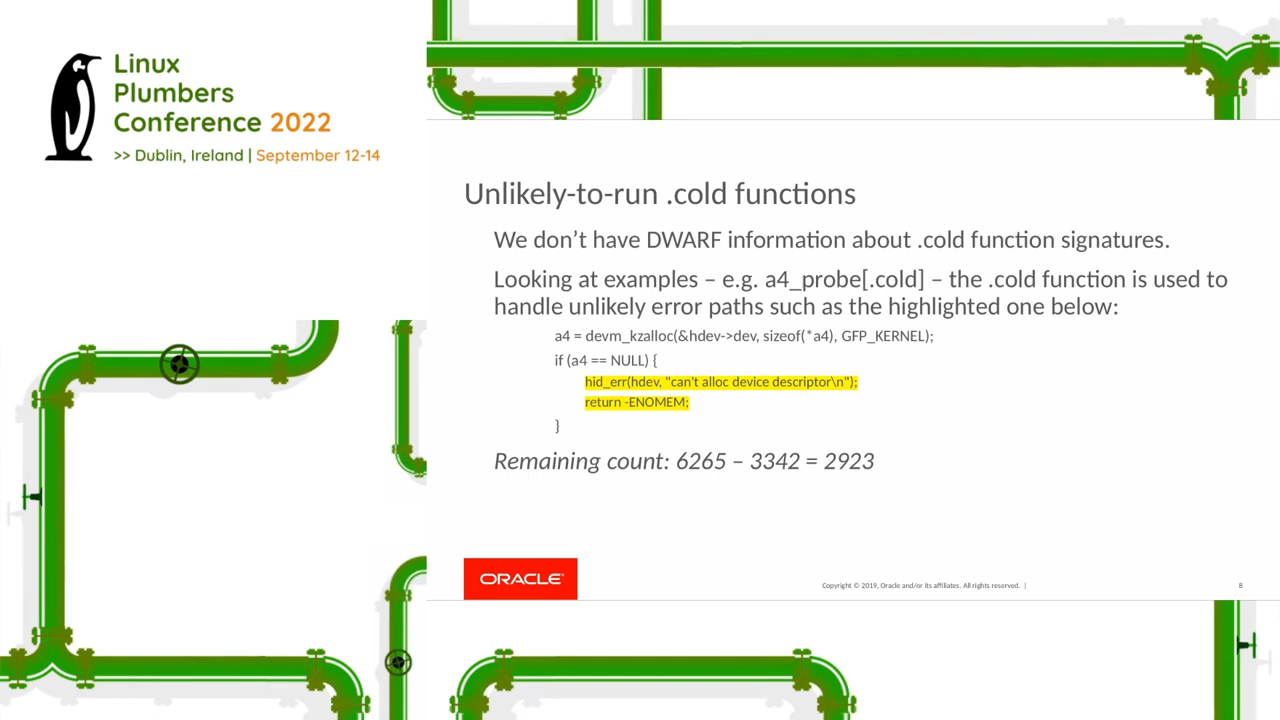 Linux
Plumbers
Conference 2022
>> Dublin, Ireland | September 12-14
Unlikely-to-run .cold functions
We don’t have DWARF information about .cold function signatures.
Looking at examples – e.g. a4_probe[.cold] – the .cold function is used to
handle unlikely error paths such as the highlighted one below:
a4 = devm_kzalloc(&hdev->dev, sizeof(*a4), GFP_KERNEL);
if (a4 == NULL) {
hid_err(hdev, "can't alloc device descriptor\n");
return -ENOMEM;
}
Remaining count: 6265 – 3342 = 2923
ORACLE®
Copyright © 2019, Oracle and/or its affiliates. All rights reserved. |
8